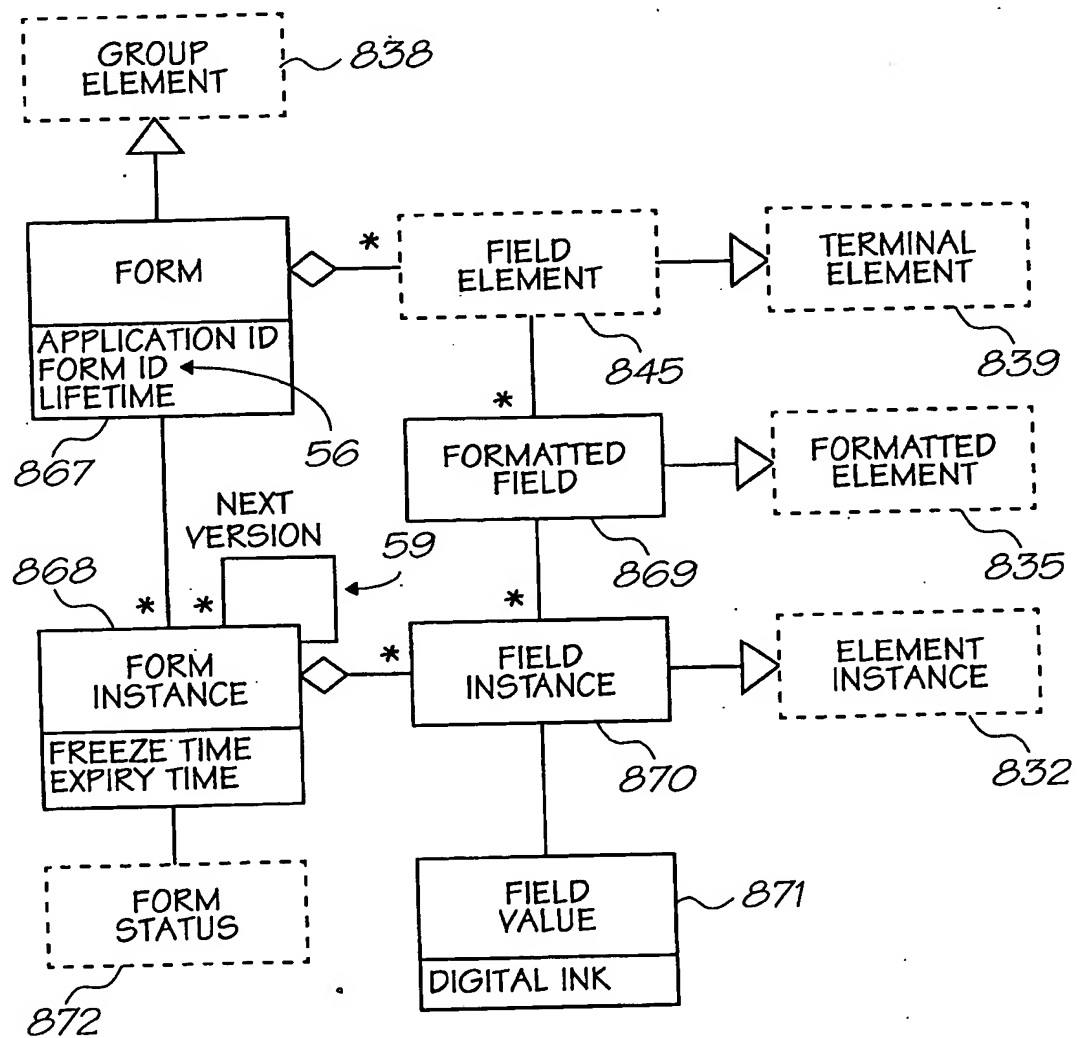 GROUP
ELEMENT
838
FORM
APPLICATION ID
FORM ID
LIFETIME
867
56
*
FIELD
ELEMENT
845
TERMINAL
ELEMENT
839
*
FORMATTED
FIELD
869
FORMATTED
ELEMENT
835
NEXT
VERSION
59
868
*
*
FORM
INSTANCE
FREEZE TIME
EXPIRY TIME
*
*
FIELD
INSTANCE
870
ELEMENT
INSTANCE
832
FORM
STATUS
872
FIELD
VALUE
DIGITAL INK
871